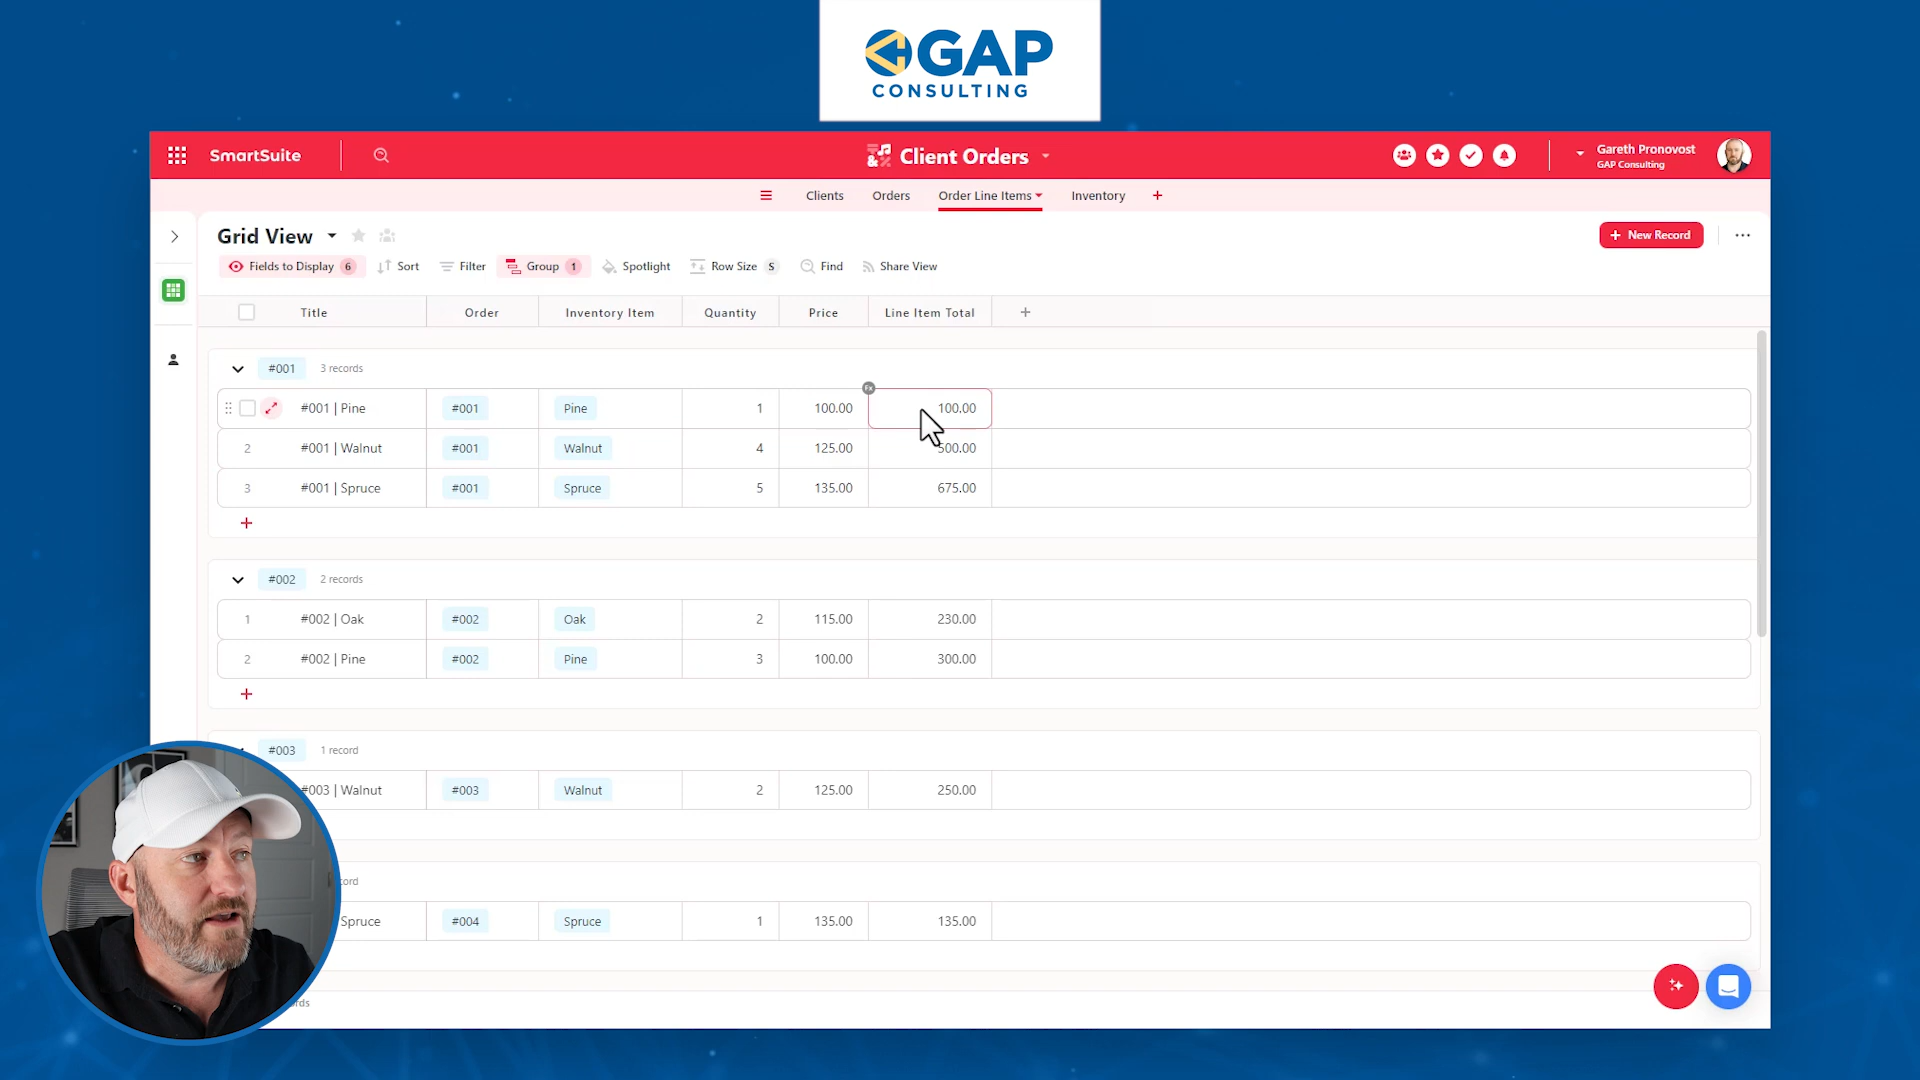 GAP
CONSULTING
SmartSuite
Client Orders
Gareth Pronovost
GAP Consulting
Clients
Orders
Order Line Items
Inventory
+
Grid View
+ New Record
Fields to Display 6
Sort
Filter
Group 1
Spotlight
Row Size S
Find
Share View
Title Order Inventory Item Quantity Price Line Item Total +
#001 3 records
#001 | Pine #001 Pine 1 100.00 100.00
2 #001 | Walnut #001 Walnut 4 125.00 500.00
3 #001 | Spruce #001 Spruce 5 135.00 675.00
+
#002 2 records
1 #002 | Oak #002 Oak 2 115.00 230.00
2 #002 | Pine #002 Pine 3 100.00 300.00
+
#003 1 record
#003 | Walnut #003 Walnut 2 125.00 250.00
Spruce #004 Spruce 1 135.00 135.00